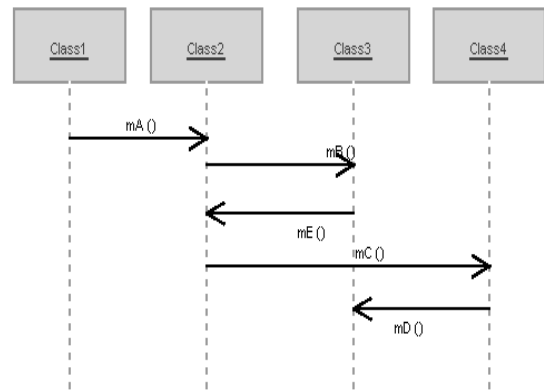 Class1
Class2
Class3
Class4
mA ()
mB ()
mE ()
mC ()
mD ()